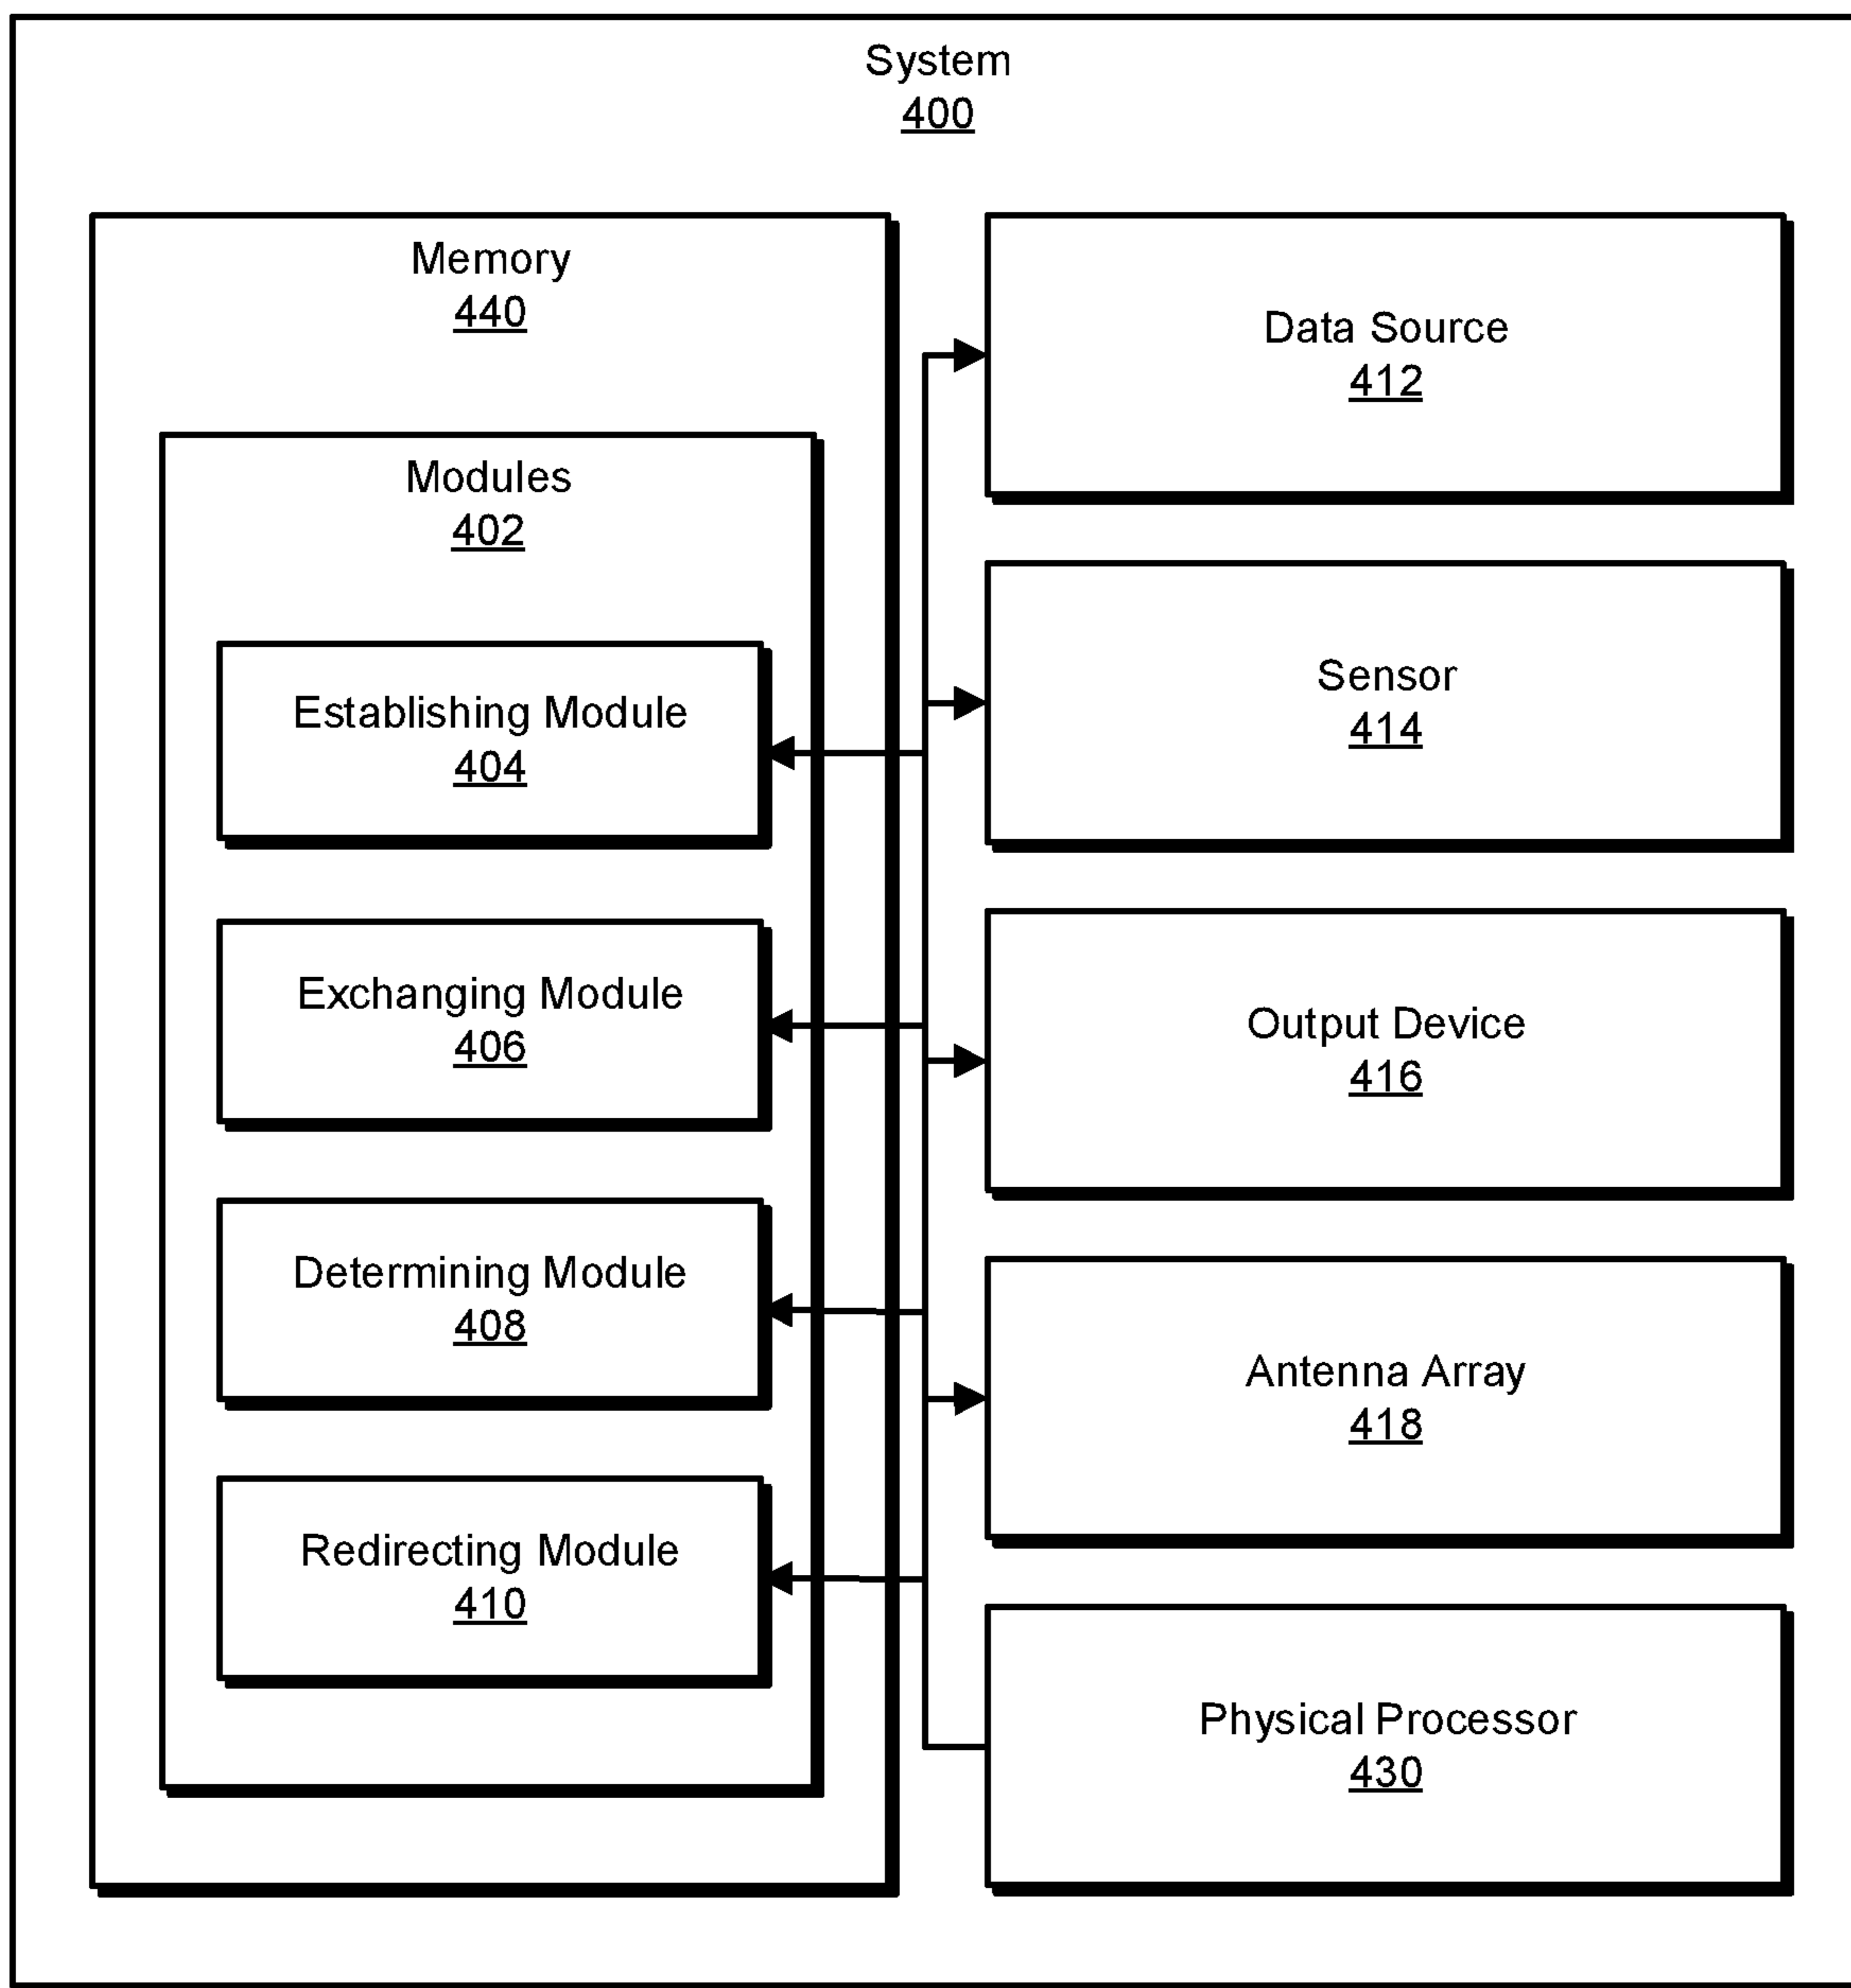 System
400
Memory
440
Modules
402
Establishing Module
404
Exchanging Module
406
Determining Module
408
Redirecting Module
410
Data Source
412
Sensor
414
Output Device
416
Antenna Array
418
Physical Processor
430